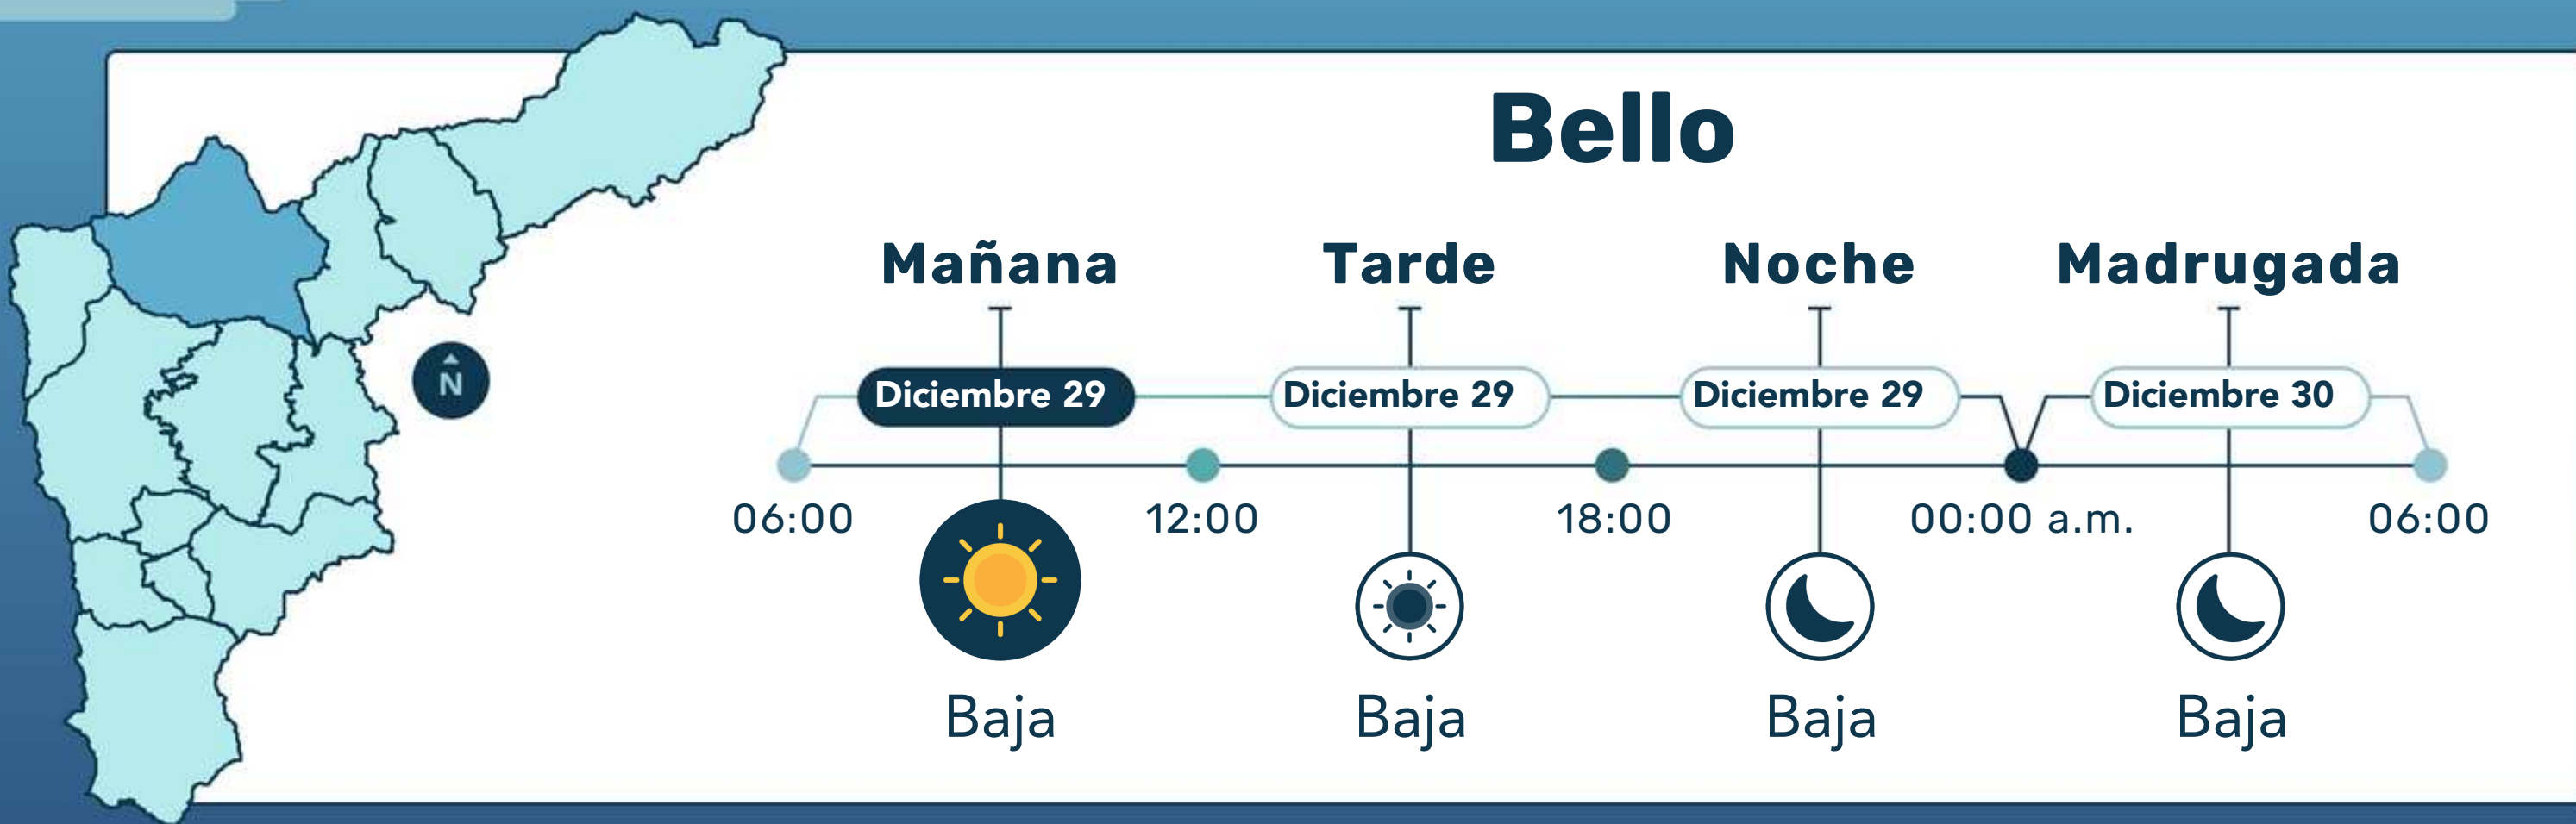 Bello
Mañana Tarde Noche Madrugada
N
Diciembre 29 Diciembre 29 Diciembre 29 Diciembre 30
06:00 12:00 18:00 00:00 a.m. 06:00
Baja Baja Baja Baja